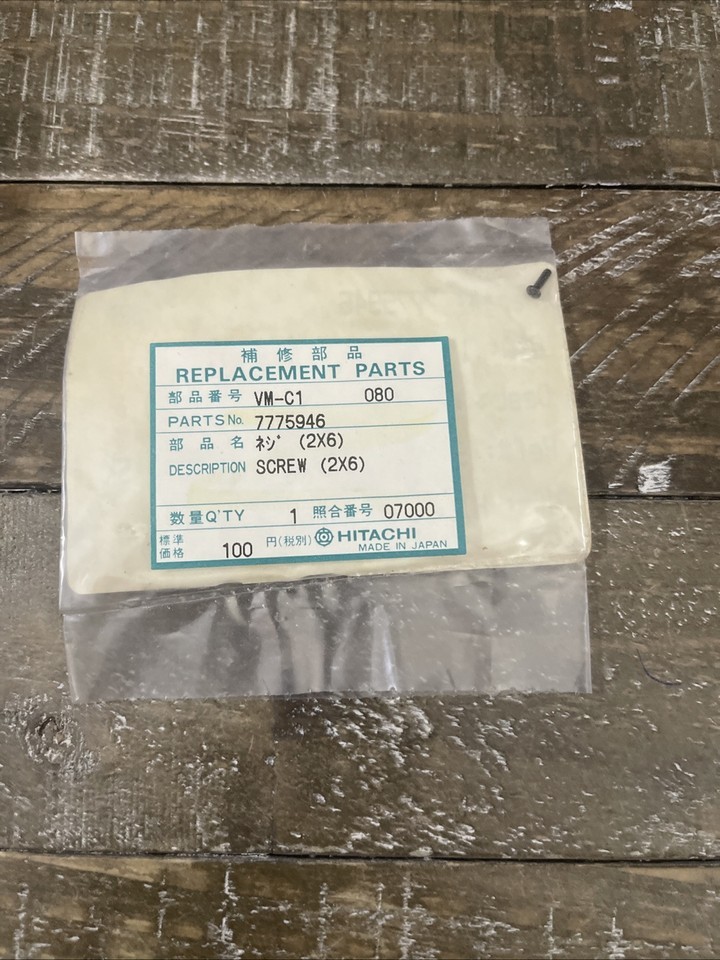 補修部品
REPLACEMENT PARTS
部品番号 VM-C1 080
PARTS No. 7775946
部品名 ネジ (2X6)
DESCRIPTION SCREW (2X6)
数量 Q'TY 1 照合番号 07000
標準価格 100 円(税別) HITACHI
MADE IN JAPAN